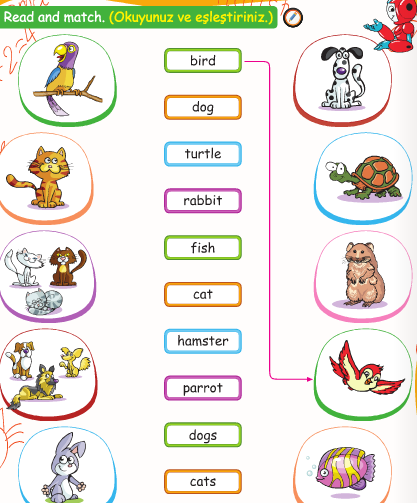 Read and match. (Okuyunuz ve eşleştiriniz.)
bird
dog
turtle
rabbit
fish
cat
hamster
parrot
dogs
cats